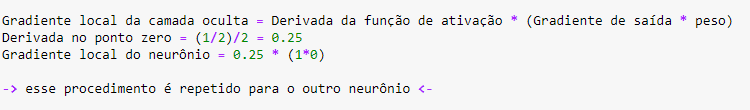 Gradiente local da camada oculta = Derivada da função de ativação * (Gradiente de saída * peso)
Derivada no ponto zero = (1/2)/2 = 0.25
Gradiente local do neurônio = 0.25 * (1*0)
-> esse procedimento é repetido para o outro neurônio <-